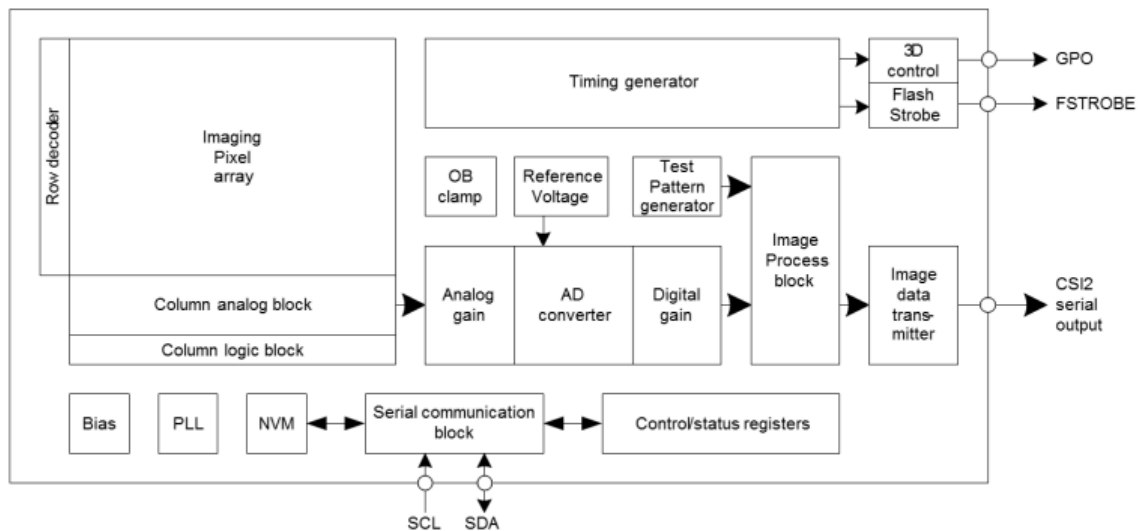 Row decoder
Imaging
Pixel
array
Column analog block
Column logic block
Timing generator
3D
control
Flash
Strobe
GPO
FSTROBE
OB
clamp
Reference
Voltage
Test
Pattern
generator
Analog
gain
AD
converter
Digital
gain
Image
Process
block
Image
data
trans-
mitter
CSI2
serial
output
Bias
PLL
NVM
Serial communication
block
Control/status registers
SCL
SDA